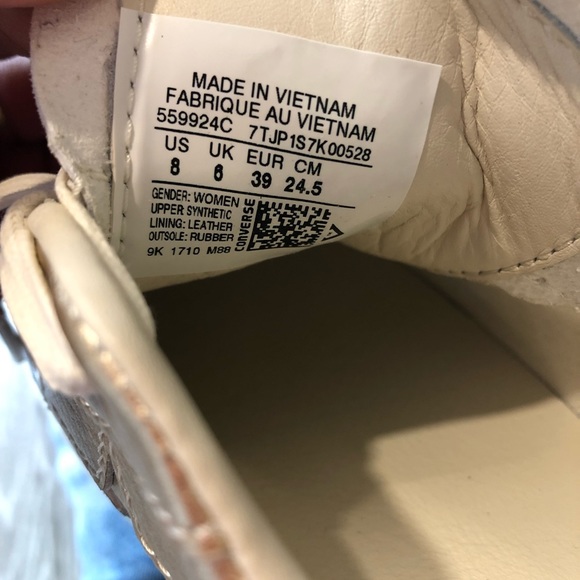 MADE IN VIETNAM
FABRIQUE AU VIETNAM
559924C 7TJP1S7K00528
US UK EUR CM
8 6 39 24.5
GENDER: WOMEN
UPPER: SYNTHETIC
LINING: LEATHER
OUTSOLE: RUBBER
9K 1710 M88
CONVERSE